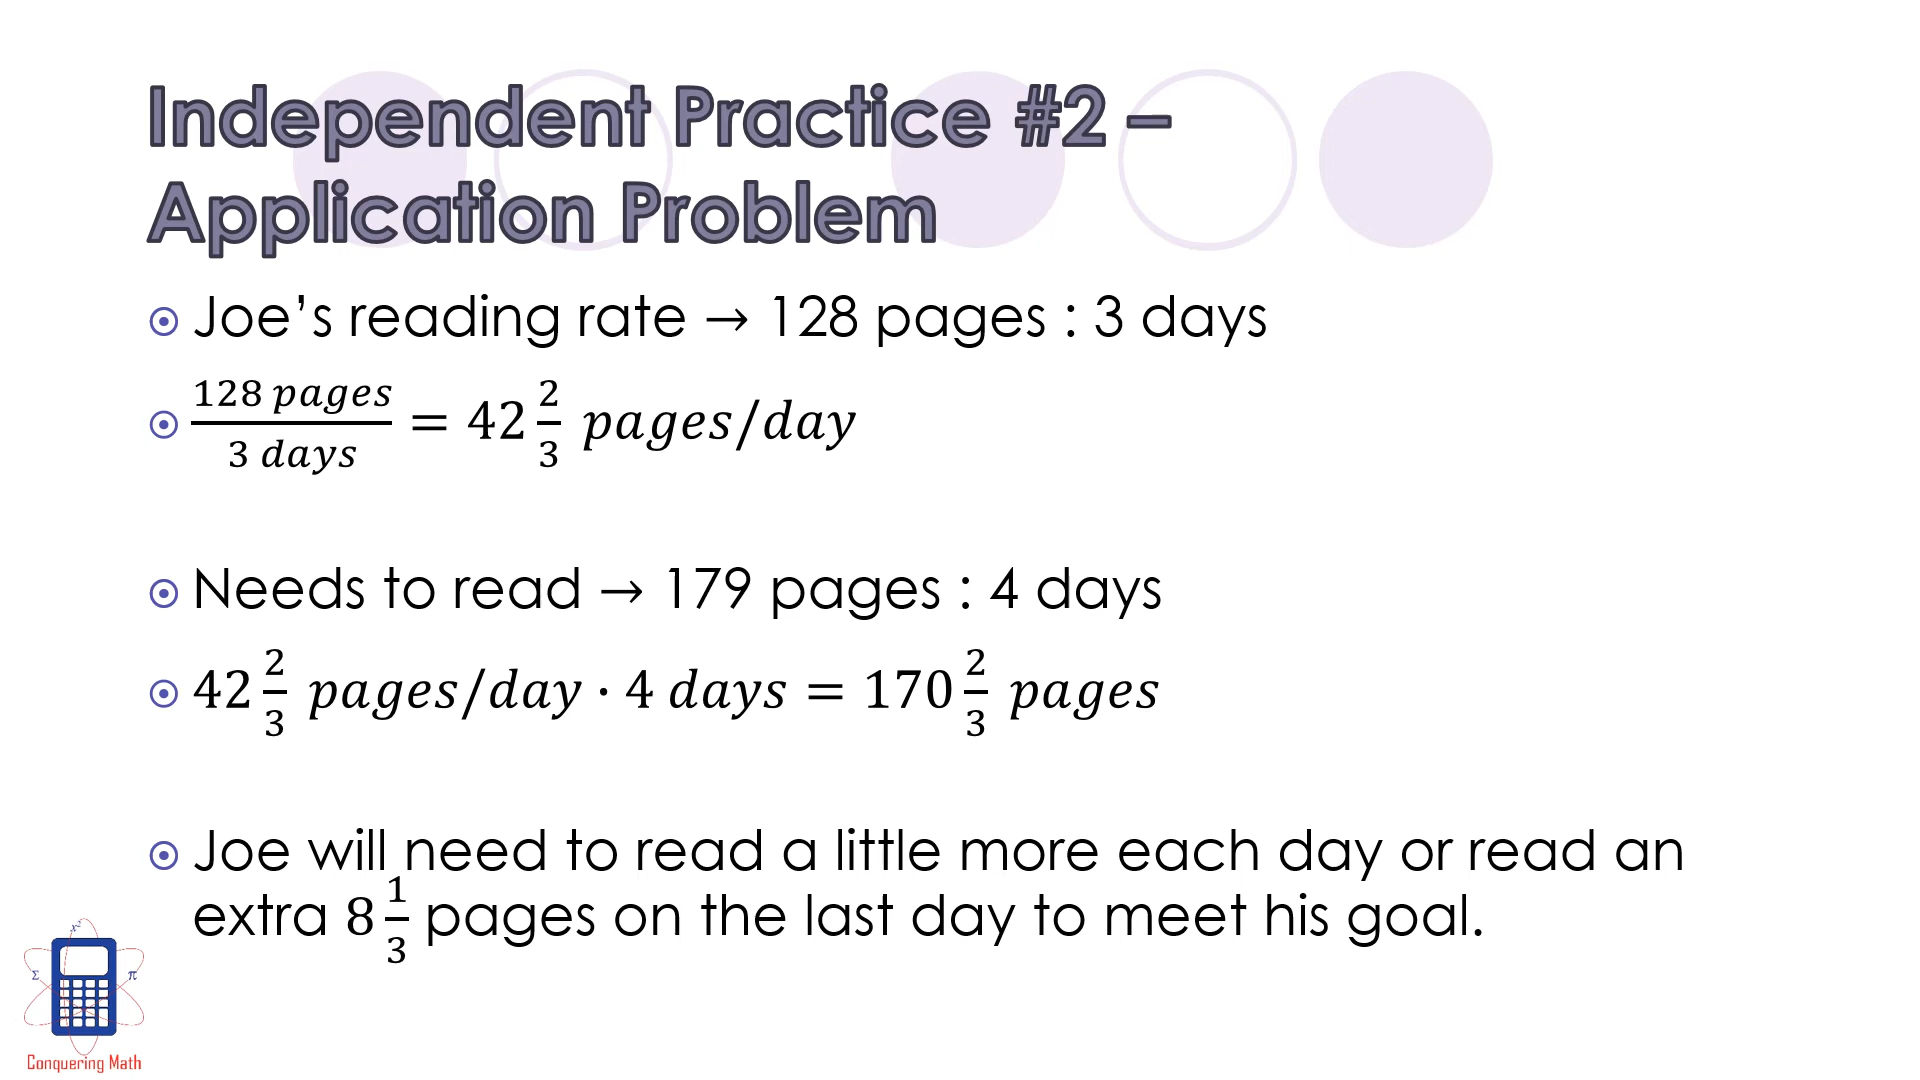 Independent Practice #2 –
Application Problem
Joe’s reading rate → 128 pages : 3 days
128 pages / 3 days = 42 2/3 pages/day
Needs to read → 179 pages : 4 days
42 2/3 pages/day · 4 days = 170 2/3 pages
Joe will need to read a little more each day or read an
extra 8 1/3 pages on the last day to meet his goal.
x²
Σ π
Conquering Math